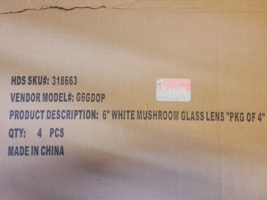 HDS SKU#: 318663
VENDOR MODEL#: G6GDOP
PRODUCT DESCRIPTION: 6" WHITE MUSHROOM GLASS LENS "PKG OF 4"
QTY: 4 PCS
MADE IN CHINA